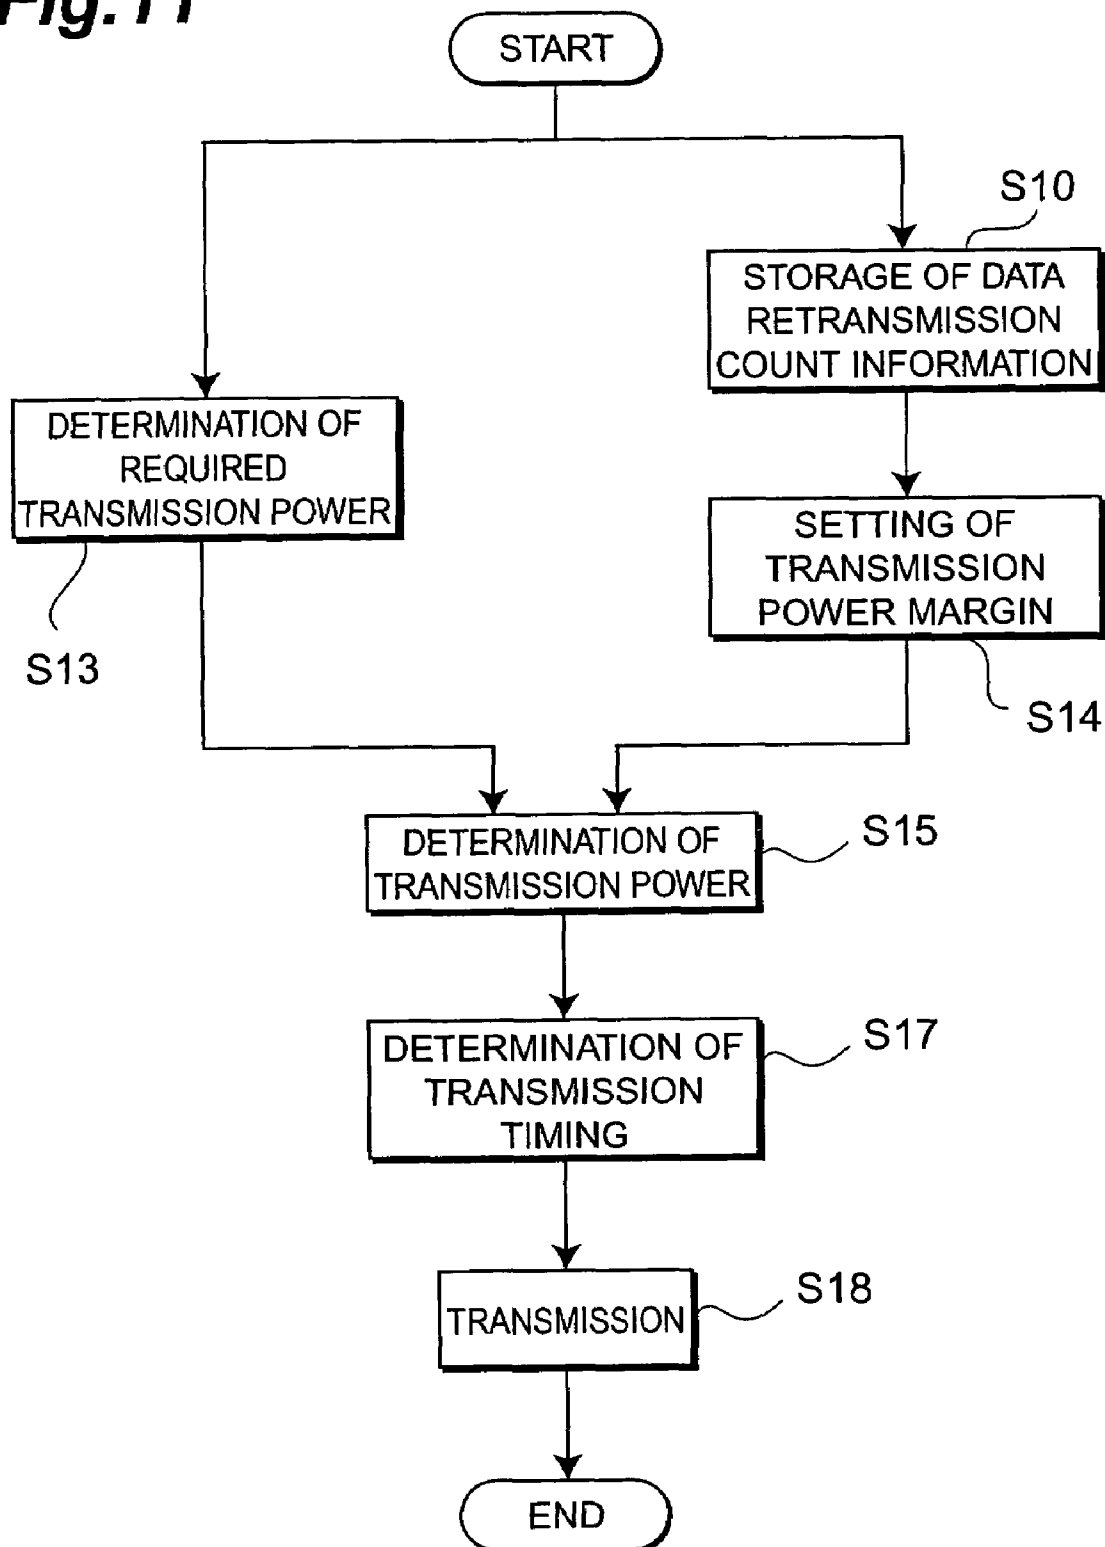 Fig.11
START
S10
STORAGE OF DATA
RETRANSMISSION
COUNT INFORMATION
DETERMINATION OF
REQUIRED
TRANSMISSION POWER
S13
SETTING OF
TRANSMISSION
POWER MARGIN
S14
DETERMINATION OF
TRANSMISSION POWER
S15
DETERMINATION OF
TRANSMISSION
TIMING
S17
TRANSMISSION
S18
END